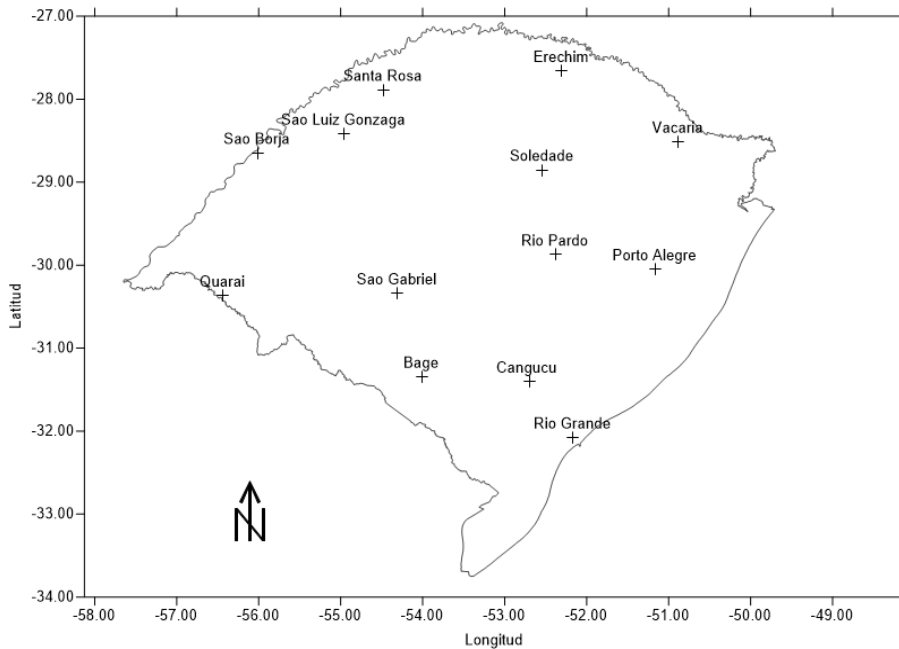 -27.00
Erechim
Santa Rosa
-28.00
Sao Luiz Gonzaga
Vacaria
Sao Borja
Soledade
-29.00
Rio Pardo
Porto Alegre
-30.00
Quarai
Sao Gabriel
Latitud
-31.00
Bage
Cangucu
Rio Grande
-32.00
N
-33.00
-34.00
-58.00 -57.00 -56.00 -55.00 -54.00 -53.00 -52.00 -51.00 -50.00 -49.00
Longitud